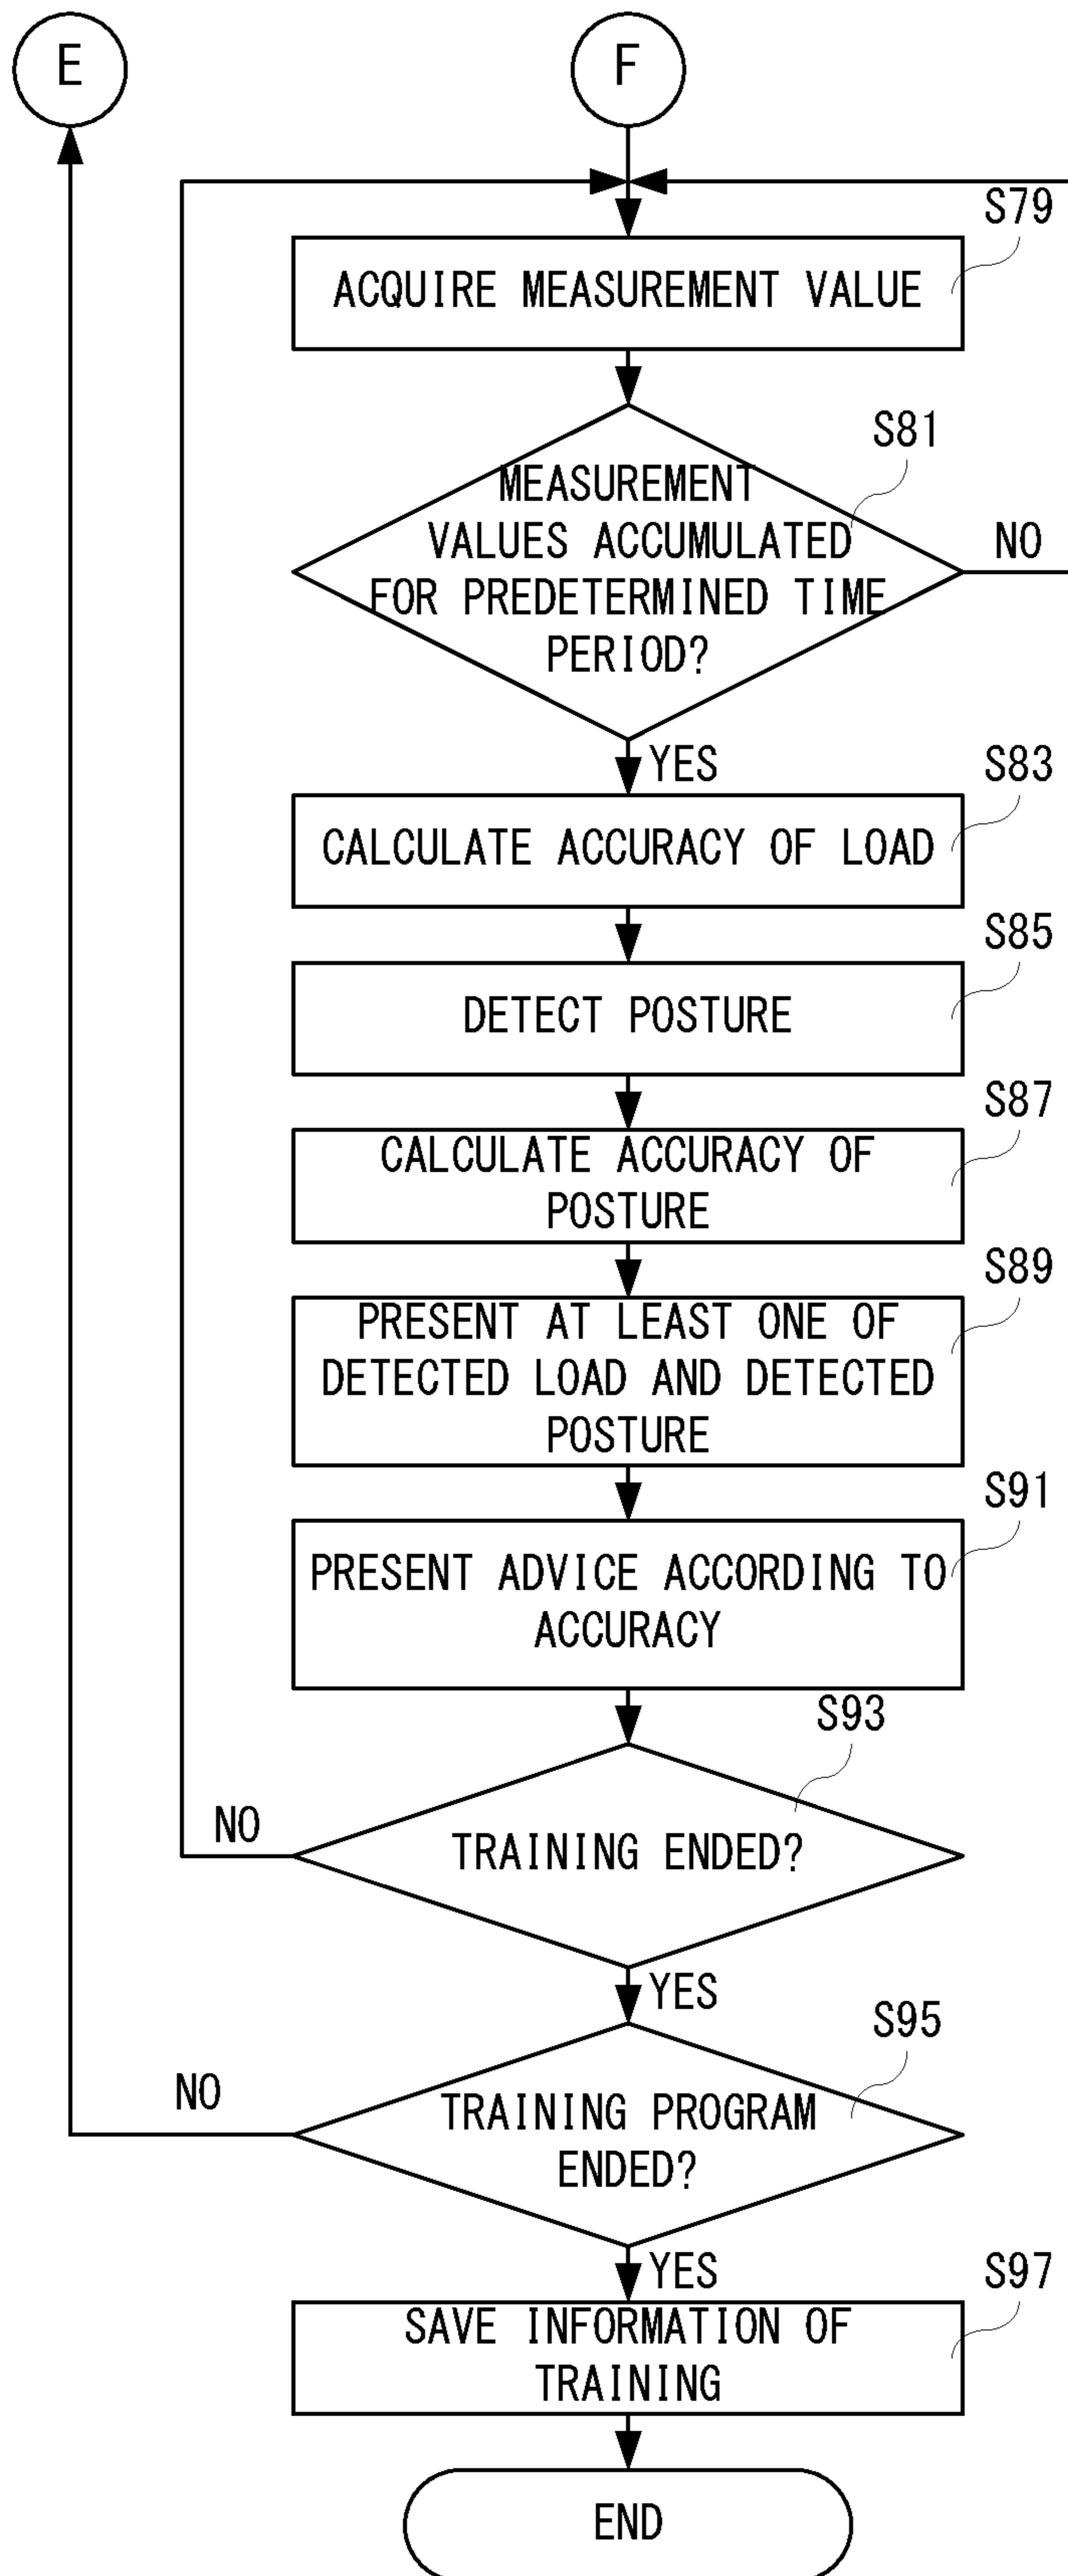 E
F
S79
ACQUIRE MEASUREMENT VALUE
S81
MEASUREMENT
VALUES ACCUMULATED
FOR PREDETERMINED TIME
PERIOD?
NO
YES
S83
CALCULATE ACCURACY OF LOAD
S85
DETECT POSTURE
S87
CALCULATE ACCURACY OF
POSTURE
S89
PRESENT AT LEAST ONE OF
DETECTED LOAD AND DETECTED
POSTURE
S91
PRESENT ADVICE ACCORDING TO
ACCURACY
S93
NO
TRAINING ENDED?
YES
S95
NO
TRAINING PROGRAM
ENDED?
YES
S97
SAVE INFORMATION OF
TRAINING
END